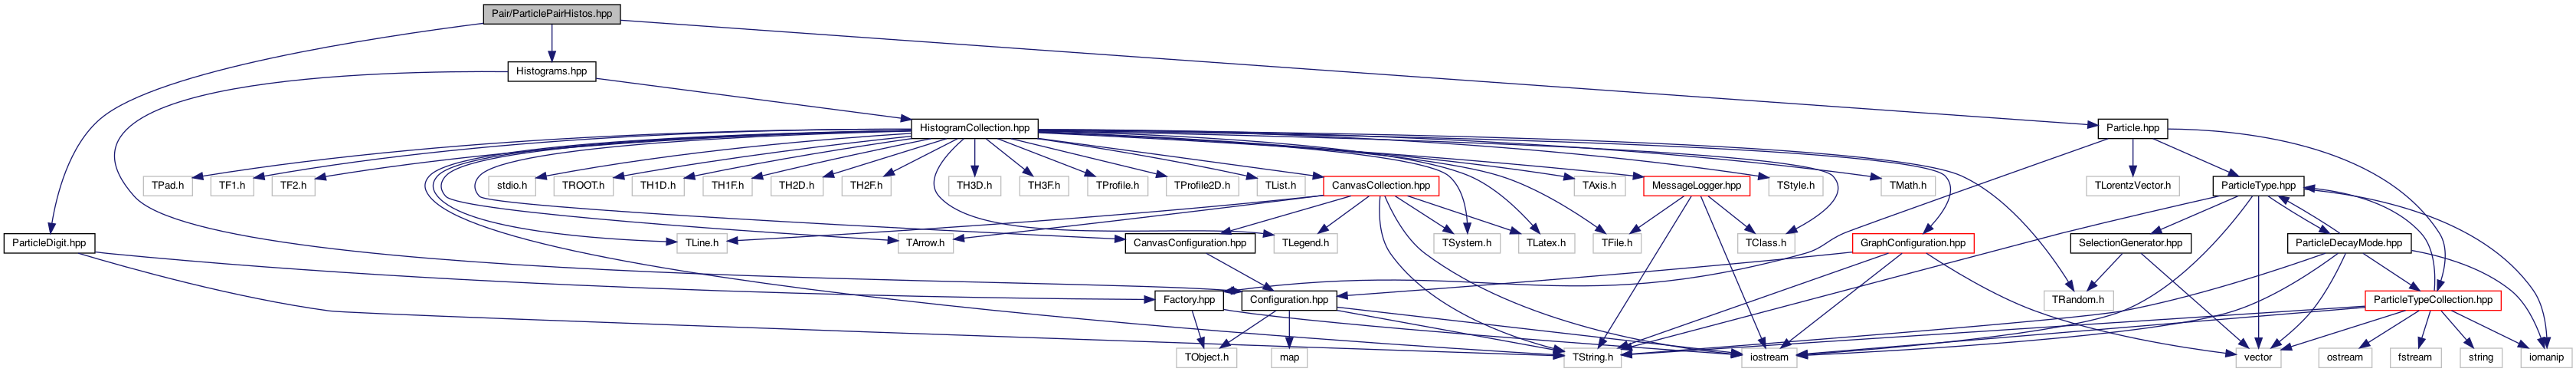 Pair/ParticlePairHistos.hpp
Histograms.hpp
HistogramCollection.hpp
Particle.hpp
TPad.h
TF1.h
TF2.h
stdio.h
TROOT.h
TH1D.h
TH1F.h
TH2D.h
TH2F.h
TH3D.h
TH3F.h
TProfile.h
TProfile2D.h
TList.h
CanvasCollection.hpp
TAxis.h
MessageLogger.hpp
TStyle.h
TMath.h
TLorentzVector.h
ParticleType.hpp
ParticleDigit.hpp
TLine.h
TArrow.h
CanvasConfiguration.hpp
TLegend.h
TSystem.h
TLatex.h
TFile.h
TClass.h
GraphConfiguration.hpp
SelectionGenerator.hpp
ParticleDecayMode.hpp
Factory.hpp
Configuration.hpp
TRandom.h
ParticleTypeCollection.hpp
TObject.h
map
TString.h
iostream
vector
ostream
fstream
string
iomanip